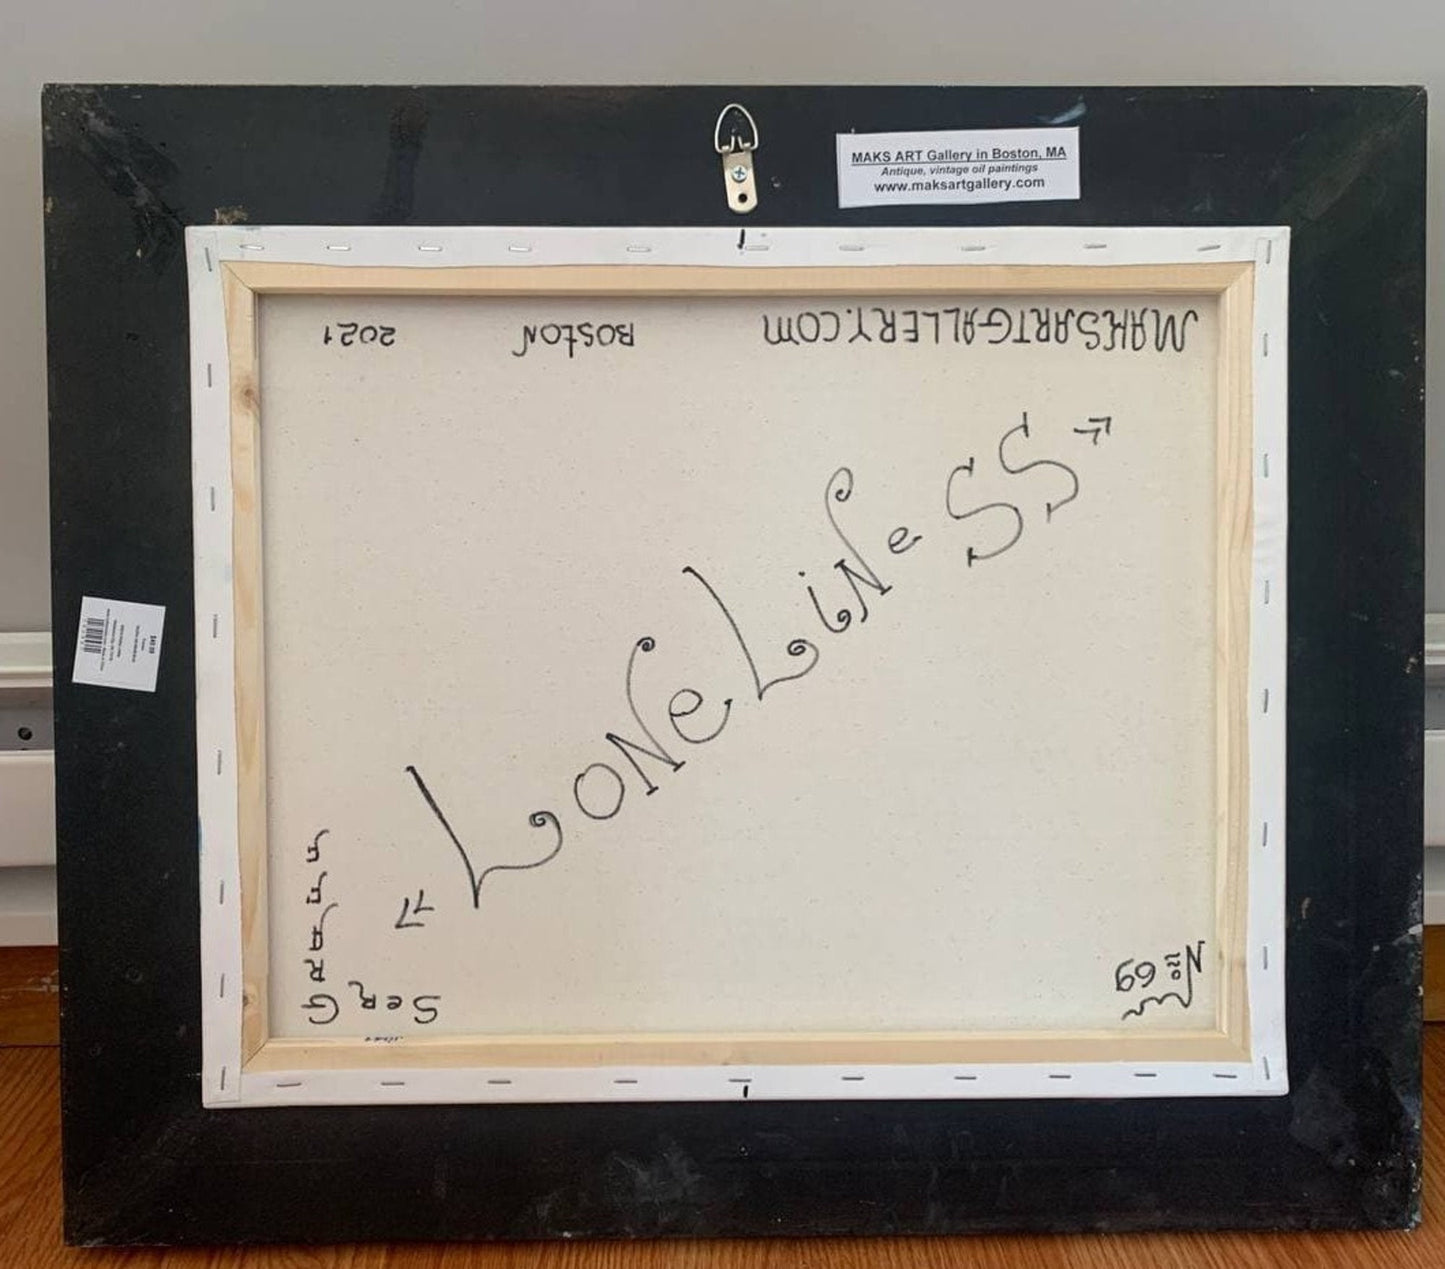 MAKS ART Gallery in Boston, MA
Antique, vintage oil paintings
www.maksartgallery.com
MAKSARTGALLERY.COM BOSTON 2021
"LONELINESS"
SERG
№ 69